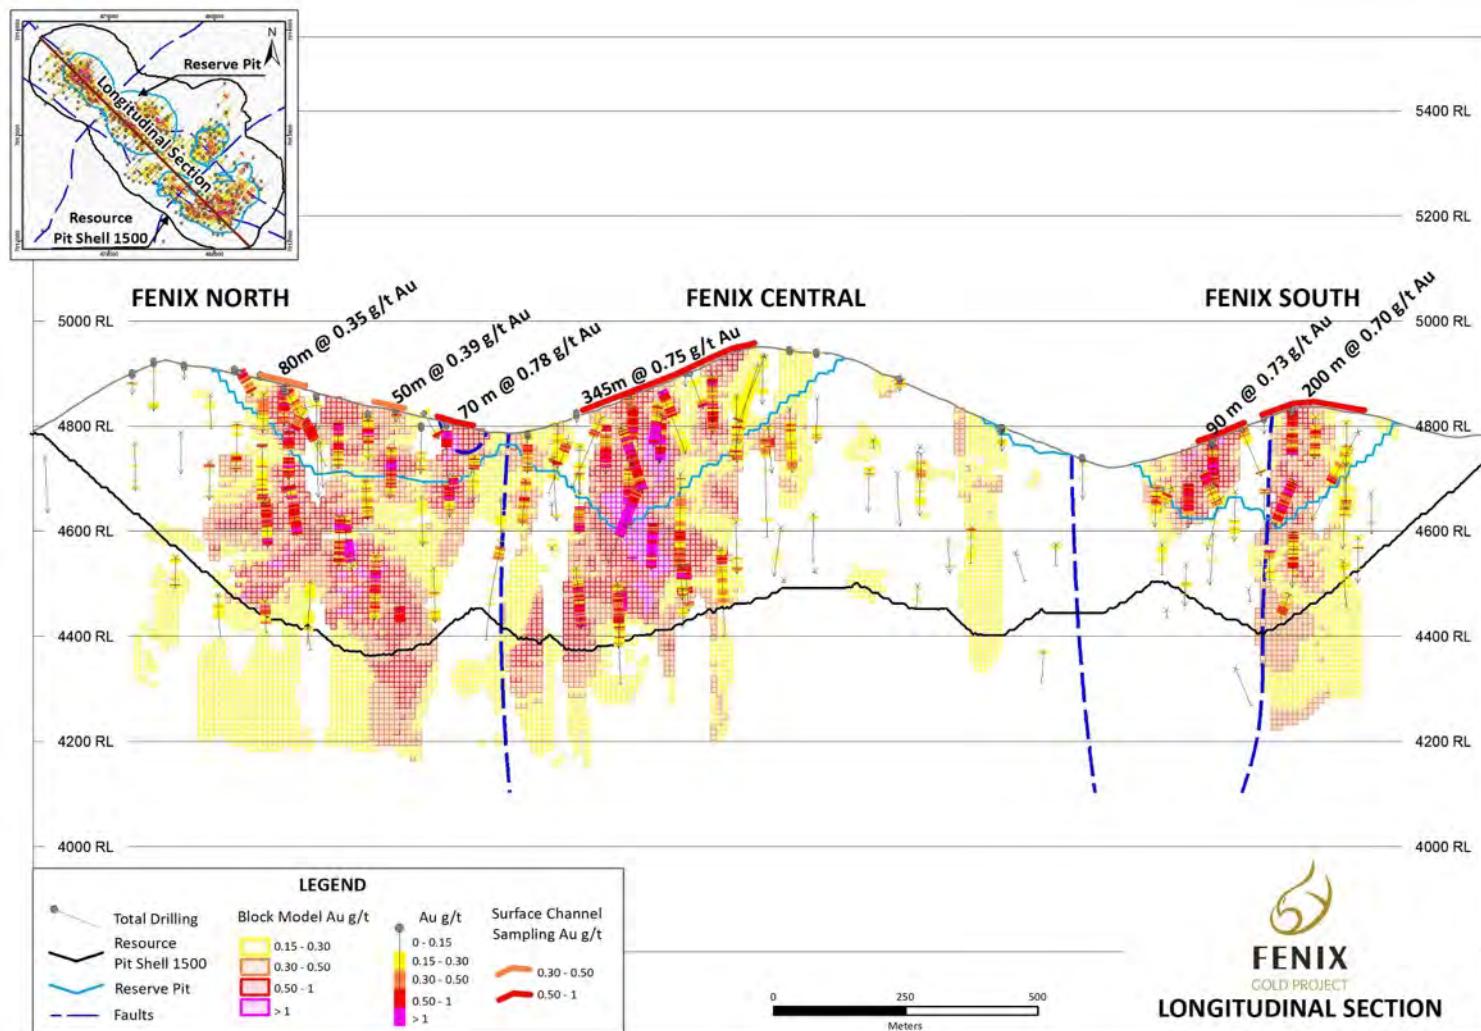 N
Reserve Pit
Longitudinal Section
Resource
Pit Shell 1500
5400 RL
5200 RL
FENIX NORTH
FENIX CENTRAL
FENIX SOUTH
80m @ 0.35 g/t Au
50m @ 0.39 g/t Au
70 m @ 0.78 g/t Au
345m @ 0.75 g/t Au
90 m @ 0.73 g/t Au
200 m @ 0.70 g/t Au
5000 RL
5000 RL
4800 RL
4800 RL
4600 RL
4600 RL
4400 RL
4400 RL
4200 RL
4200 RL
4000 RL
4000 RL
LEGEND
Total Drilling
Resource
Pit Shell 1500
Reserve Pit
Faults
Block Model Au g/t
0.15 - 0.30
0.30 - 0.50
0.50 - 1
> 1
Au g/t
0 - 0.15
0.15 - 0.30
0.30 - 0.50
0.50 - 1
> 1
Surface Channel
Sampling Au g/t
0.30 - 0.50
0.50 - 1
0 250 500
Meters
FENIX
GOLD PROJECT
LONGITUDINAL SECTION